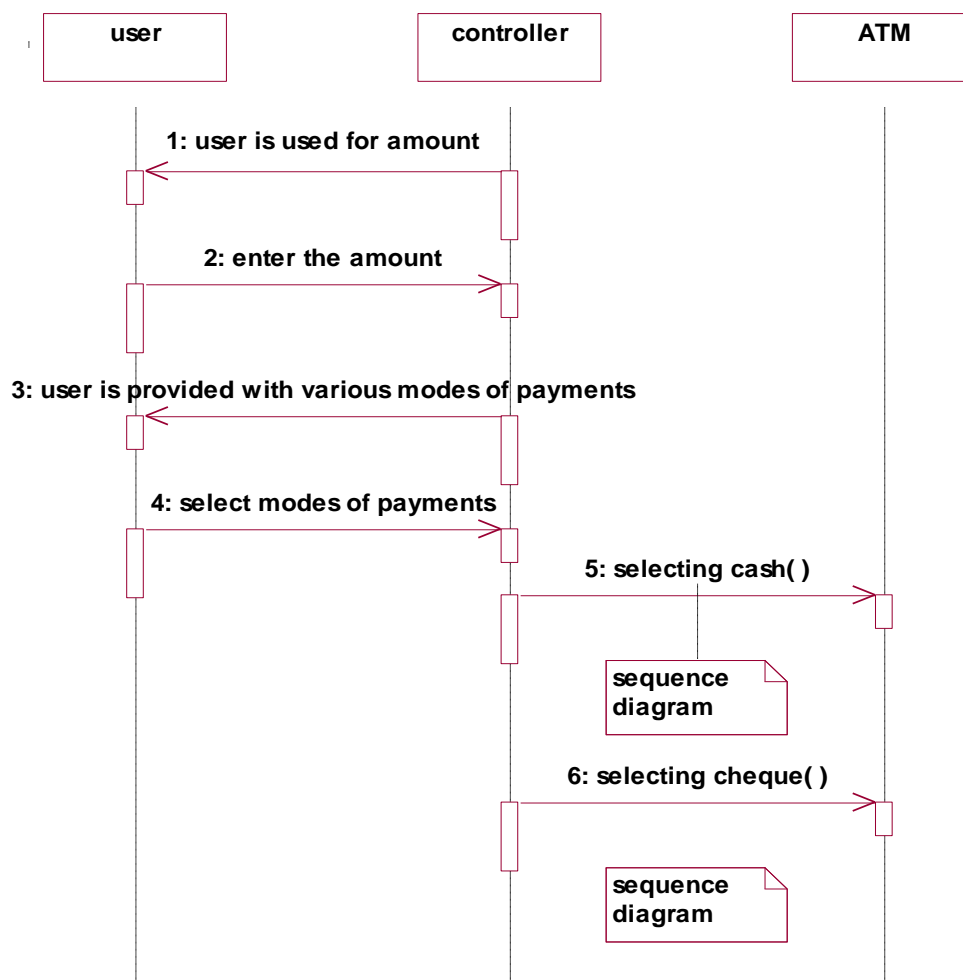 user
controller
ATM
1: user is used for amount
2: enter the amount
3: user is provided with various modes of payments
4: select modes of payments
5: selecting cash( )
sequence
diagram
6: selecting cheque( )
sequence
diagram